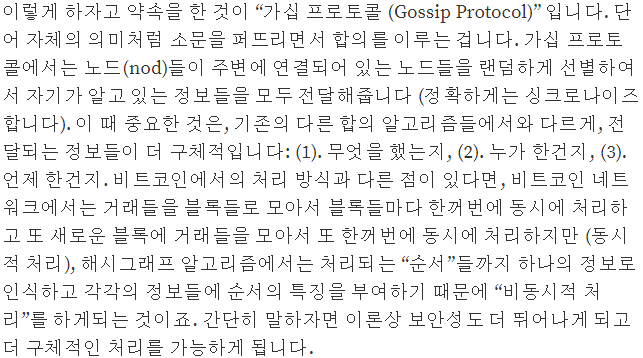 이렇게 하자고 약속을 한 것이 “가십 프로토콜 (Gossip Protocol)” 입니다. 단
어 자체의 의미처럼 소문을 퍼뜨리면서 합의를 이루는 겁니다. 가십 프로토
콜에서는 노드(nod)들이 주변에 연결되어 있는 노드들을 랜덤하게 선별하여
서 자기가 알고 있는 정보들을 모두 전달해줍니다 (정확하게는 싱크로나이즈
합니다). 이 때 중요한 것은, 기존의 다른 합의 알고리즘들에서와 다르게, 전
달되는 정보들이 더 구체적입니다: (1). 무엇을 했는지, (2). 누가 한건지, (3).
언제 한건지. 비트코인에서의 처리 방식과 다른 점이 있다면, 비트코인 네트
워크에서는 거래들을 블록들로 모아서 블록들마다 한꺼번에 동시에 처리하
고 또 새로운 블록에 거래들을 모아서 또 한꺼번에 동시에 처리하지만 (동시
적 처리), 해시그래프 알고리즘에서는 처리되는 “순서”들까지 하나의 정보로
인식하고 각각의 정보들에 순서의 특징을 부여하기 때문에 “비동시적 처
리”를 하게되는 것이죠. 간단히 말하자면 이론상 보안성도 더 뛰어나게 되고
더 구체적인 처리를 가능하게 됩니다.